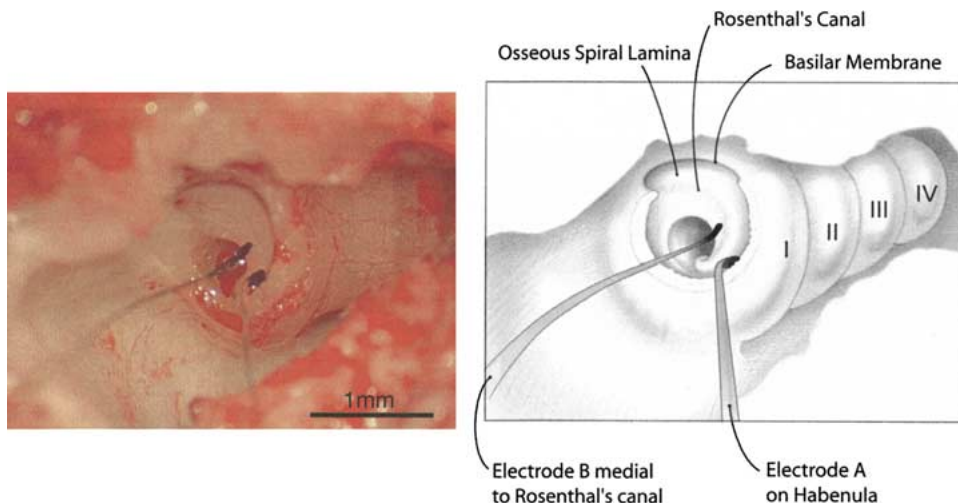 Rosenthal's Canal
Osseous Spiral Lamina
Basilar Membrane
I
II
III
IV
1mm
Electrode B medial
to Rosenthal's canal
Electrode A
on Habenula